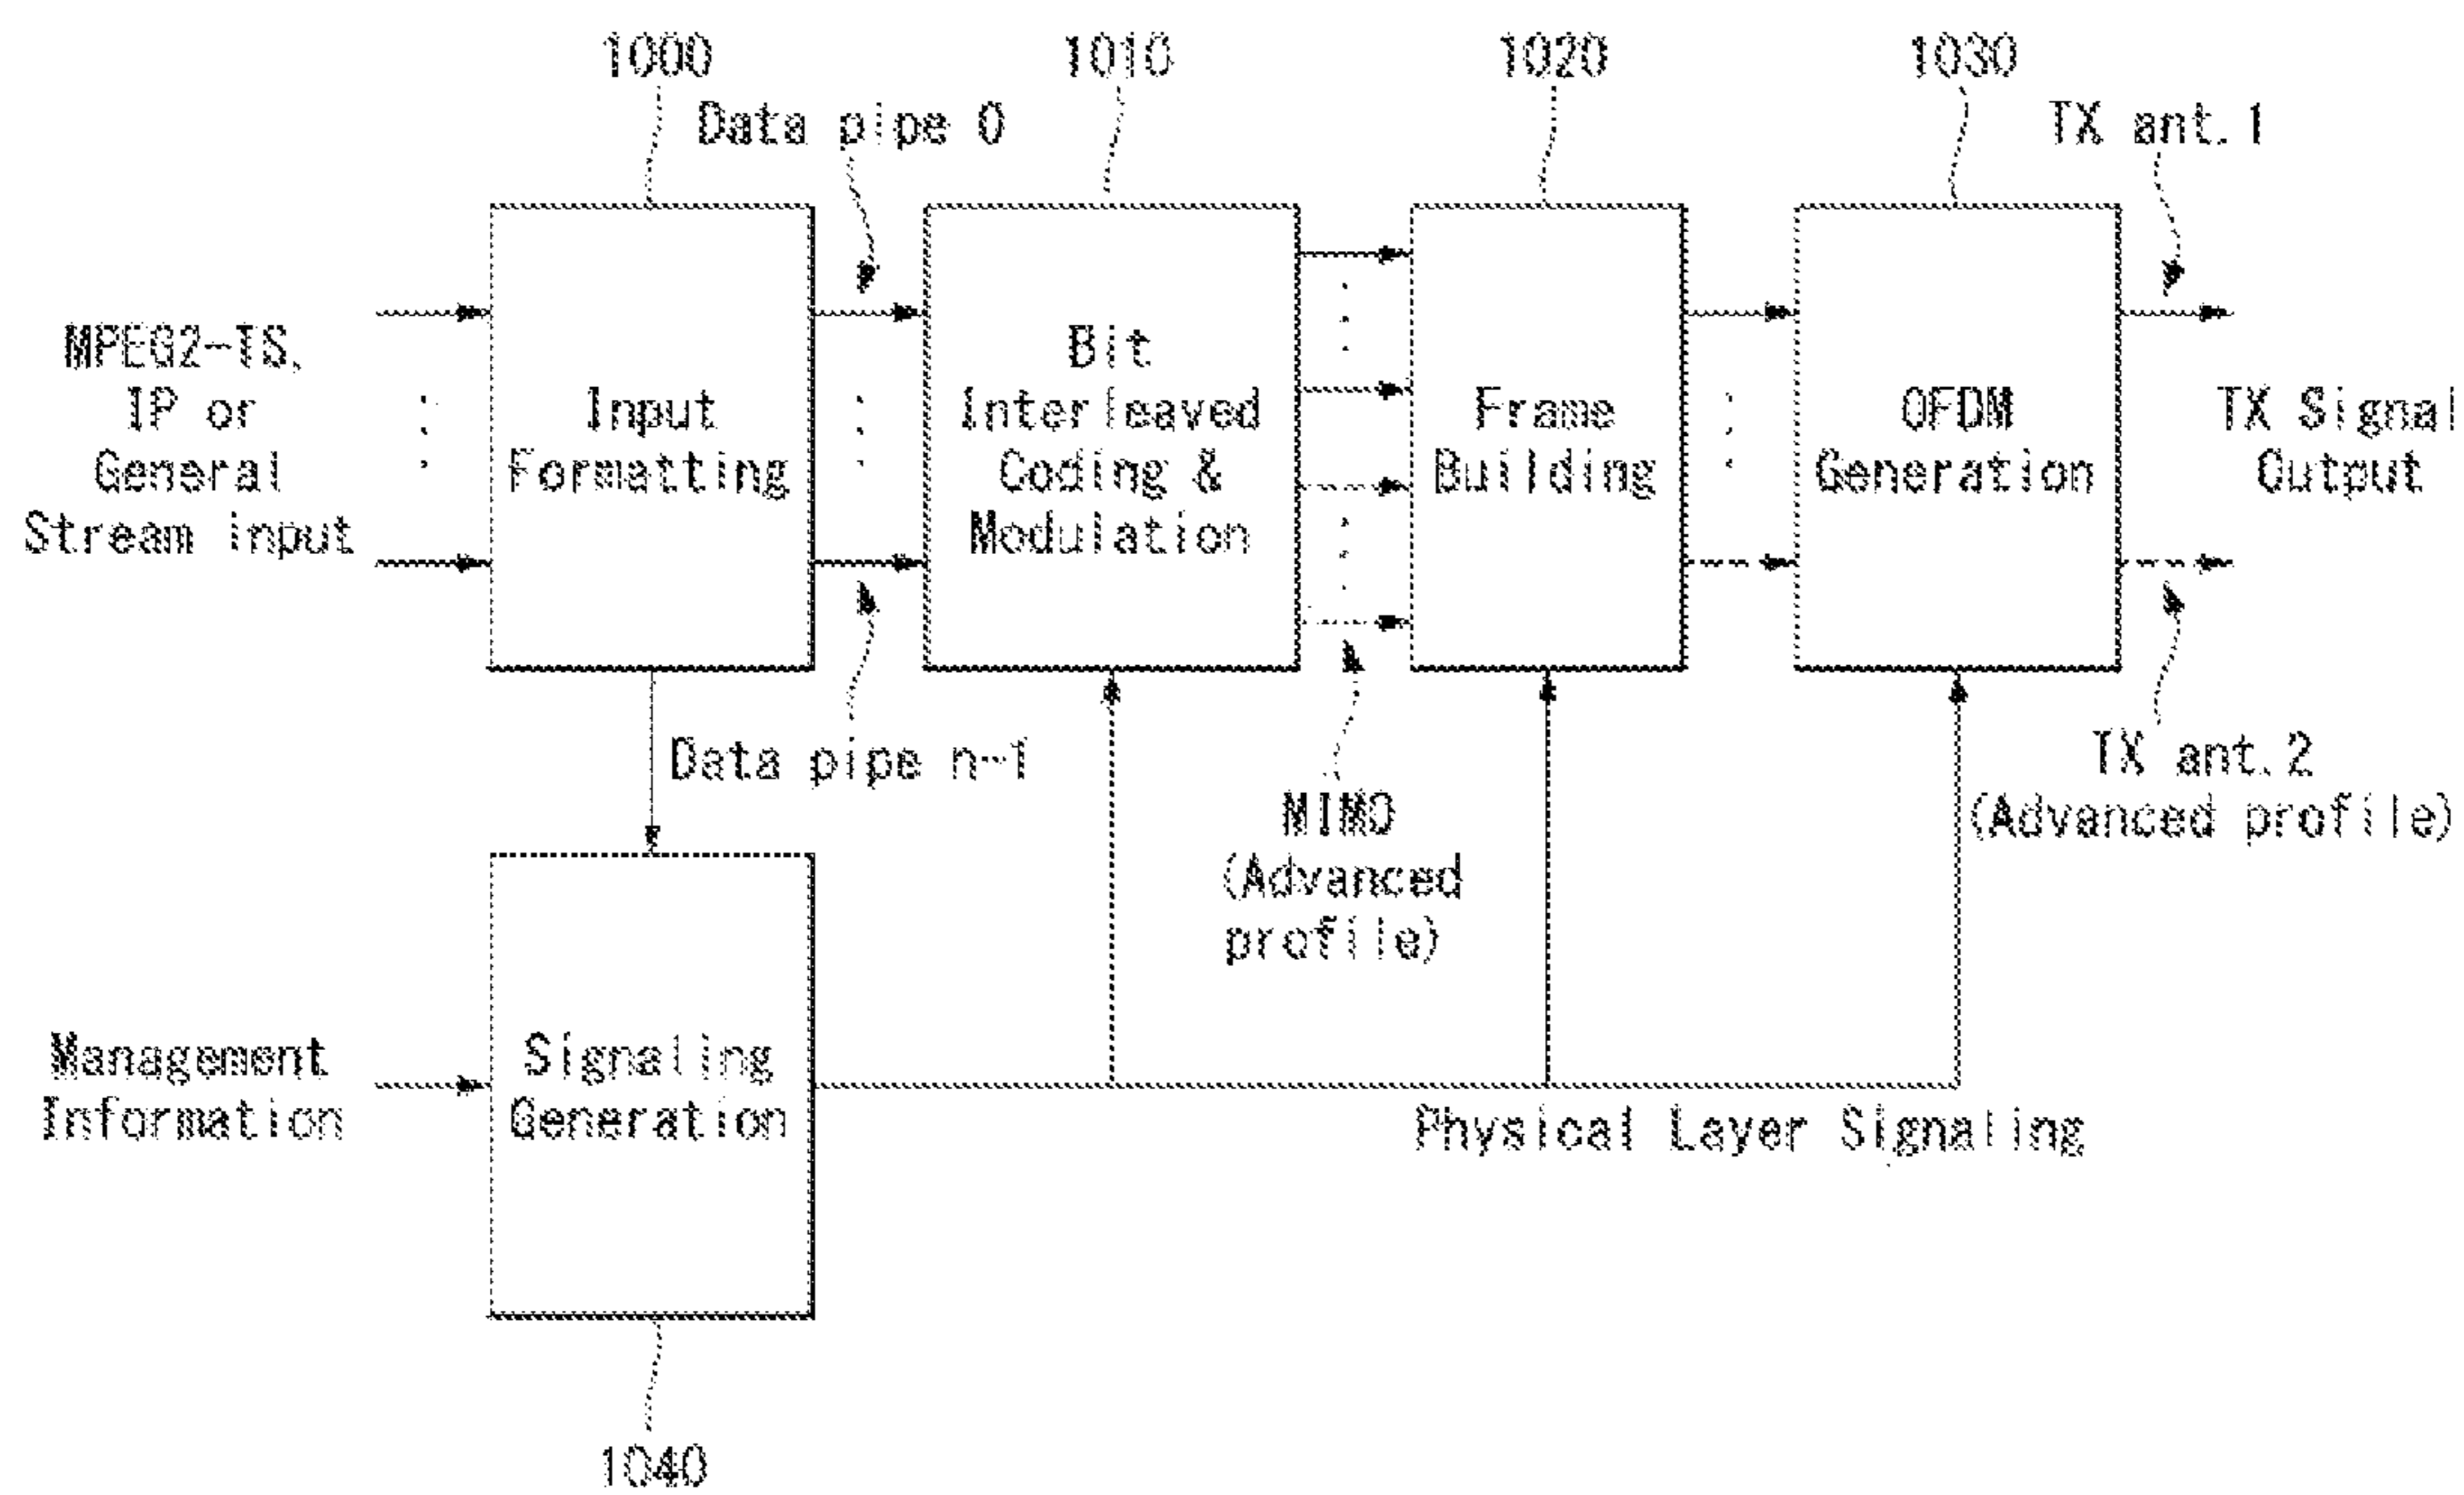 1000
1010
1020
1030
Data pipe 0
TX ant.1
MPEG2-TS,
IP or
General
Stream input
Input
Formatting
Bit
Interleaved
Coding &
Modulation
Frame
Building
OFDM
Generation
TX Signal
Output
Data pipe n-1
MIMO
(Advanced
profile)
TX ant.2
(Advanced profile)
Management
Information
Signaling
Generation
Physical Layer Signaling
1040